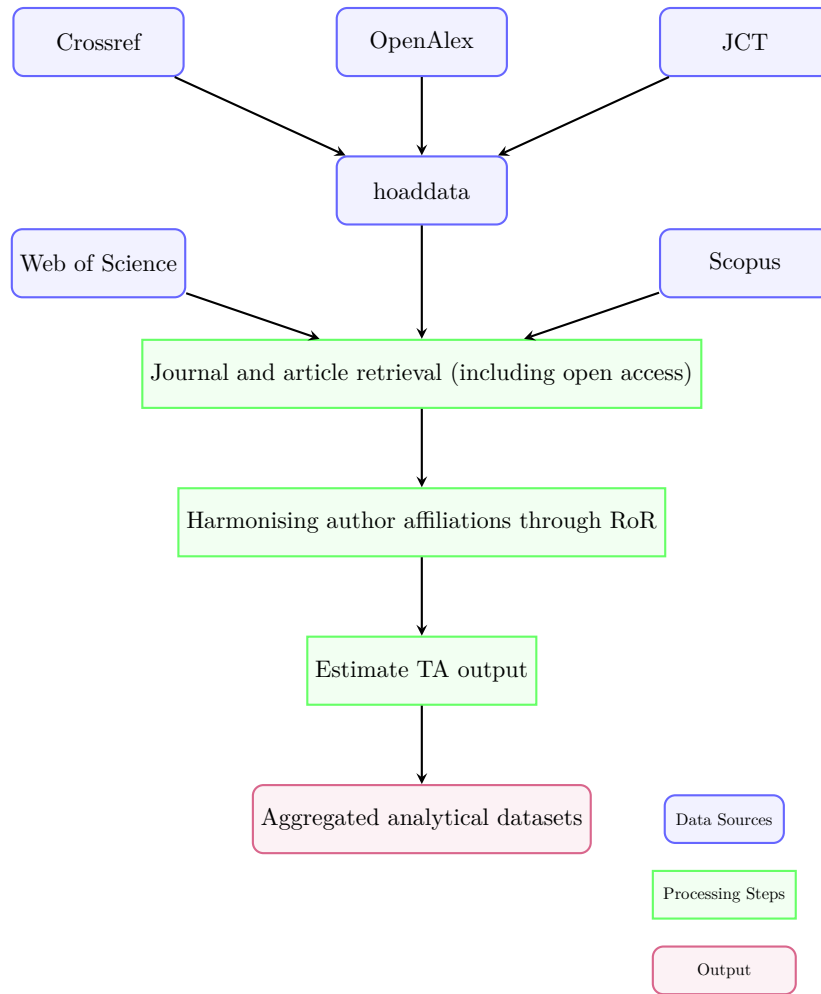 Crossref
OpenAlex
JCT
hoaddata
Web of Science
Scopus
Journal and article retrieval (including open access)
Harmonising author affiliations through RoR
Estimate TA output
Aggregated analytical datasets
Data Sources
Processing Steps
Output